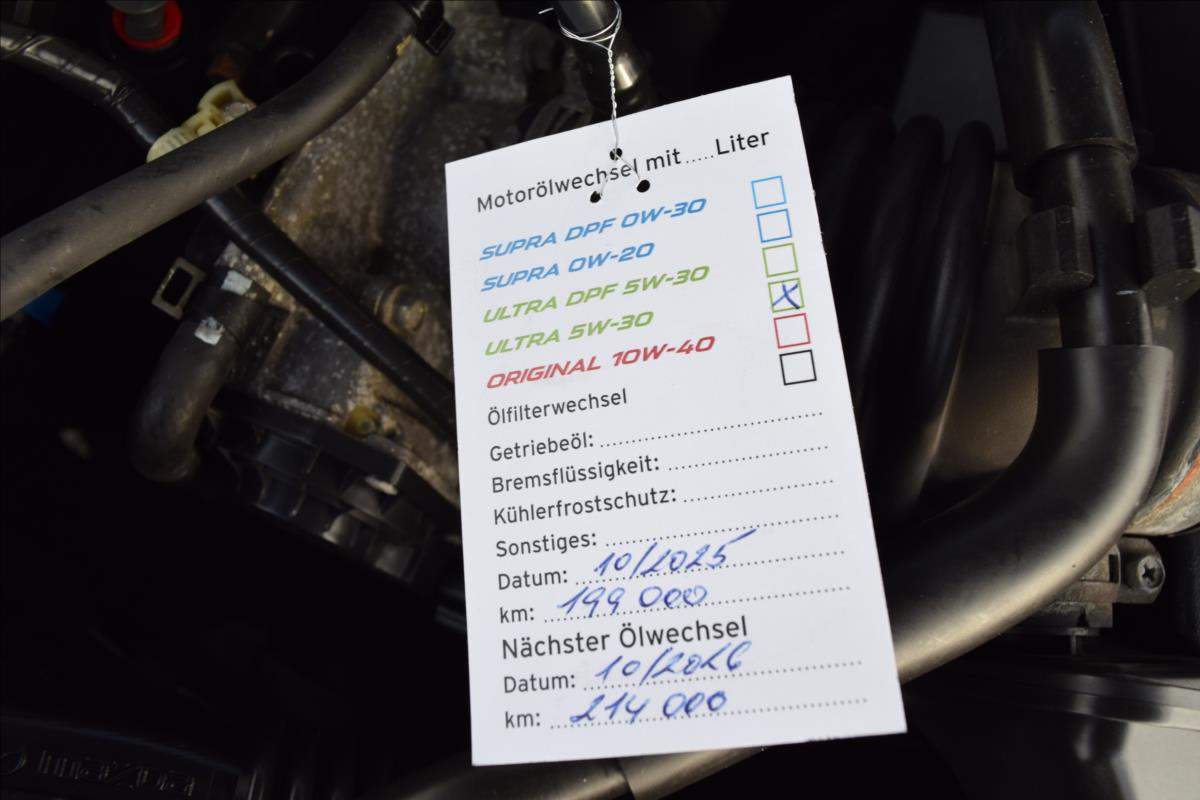 Motorölwechsel mit.....Liter
SUPRA DPF 0W-30
SUPRA 0W-20
ULTRA DPF 5W-30
ULTRA 5W-30 X
ORIGINAL 10W-40
Ölfilterwechsel
Getriebeöl:
Bremsflüssigkeit:
Kühlerfrostschutz:
Sonstiges:
Datum: 10/2025
km: 199 000
Nächster Ölwechsel
Datum: 10/2026
km: 214 000
mazda